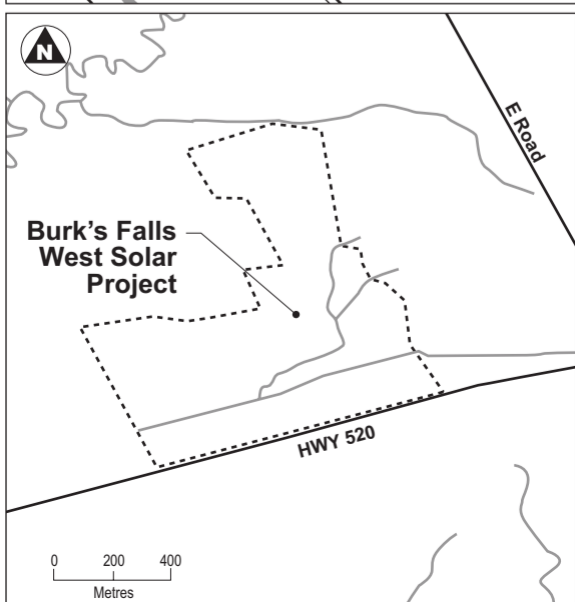 N
E Road
Burk's Falls
West Solar
Project
HWY 520
0 200 400
Metres